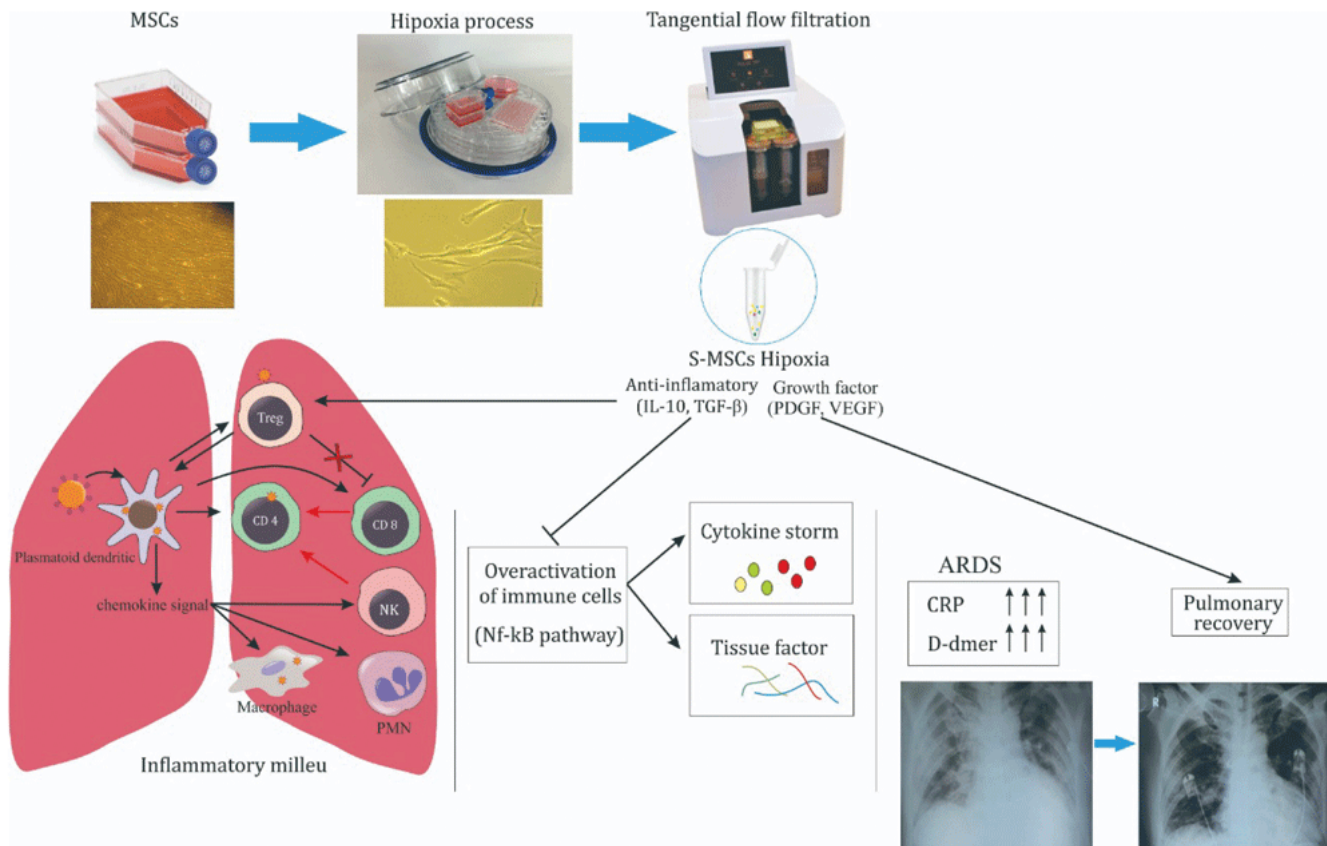 MSCs
Hipoxia process
Tangential flow filtration
S-MSCs Hipoxia
Anti-inflamatory
(IL-10, TGF-β)
Growth factor
(PDGF, VEGF)
Treg
CD 4
CD 8
Plasmatoid dendritic
chemokine signal
NK
Macrophage
PMN
Inflammatory milleu
Overactivation
of immune cells
(Nf-kB pathway)
Cytokine storm
Tissue factor
ARDS
CRP
D-dmer
Pulmonary
recovery
R